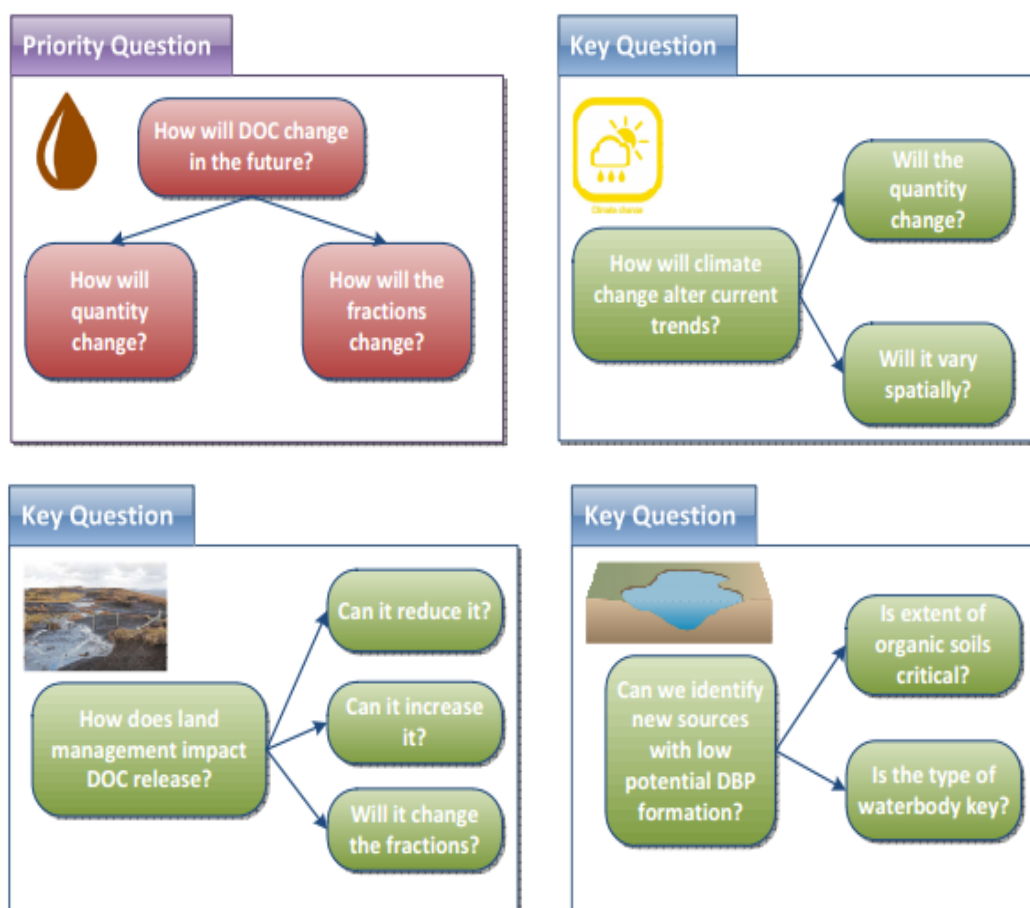 Priority Question
How will DOC change
in the future?
How will
quantity
change?
How will the
fractions
change?
Key Question
Climate change
How will climate
change alter current
trends?
Will the
quantity
change?
Will it vary
spatially?
Key Question
How does land
management impact
DOC release?
Can it reduce it?
Can it increase
it?
Will it change
the fractions?
Key Question
Can we identify
new sources
with low
potential DBP
formation?
Is extent of
organic soils
critical?
Is the type of
waterbody key?